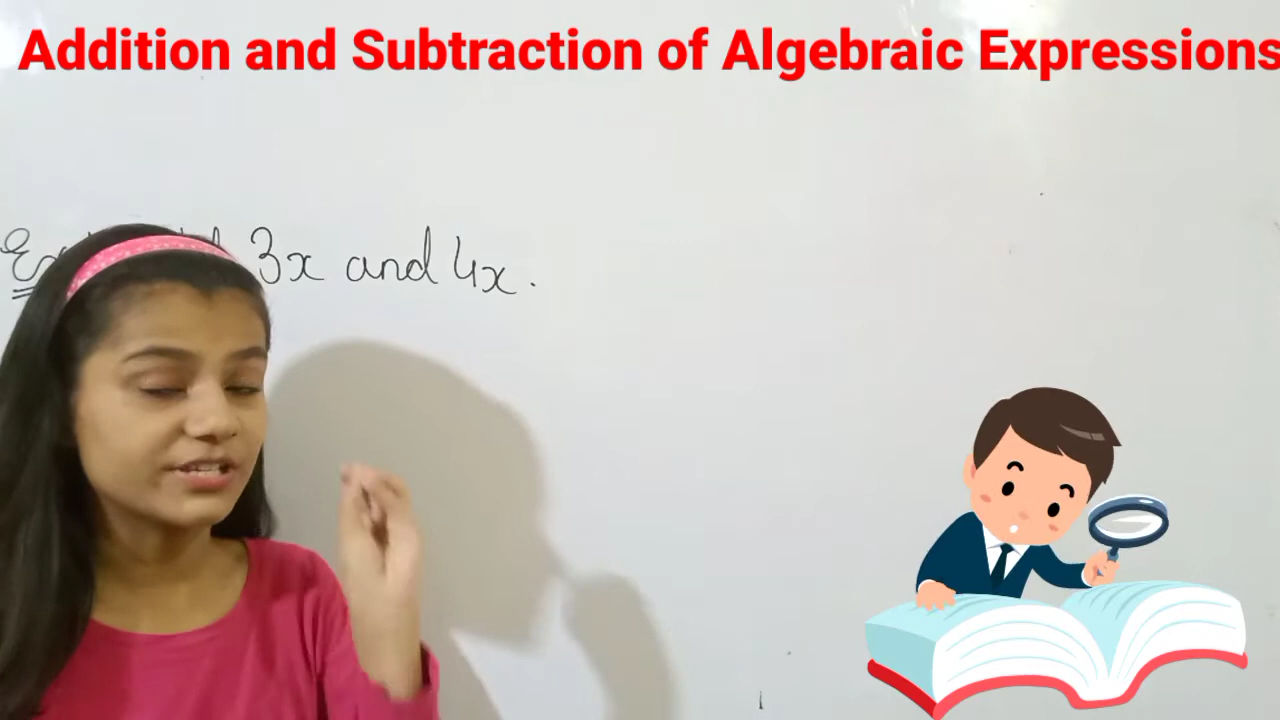 Addition and Subtraction of Algebraic Expressions
3x and 4x.